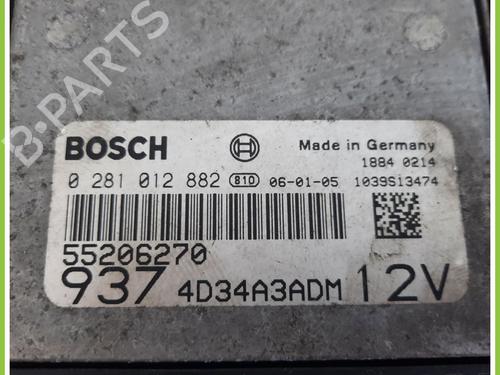 B-PARTS
BOSCH
Made in Germany
1884 0214
0 281 012 882 810 06-01-05 1039S13474
55206270
937 4D34A3ADM 12V